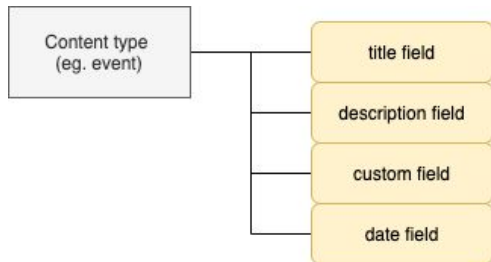 Content type
(eg. event)
title field
description field
custom field
date field